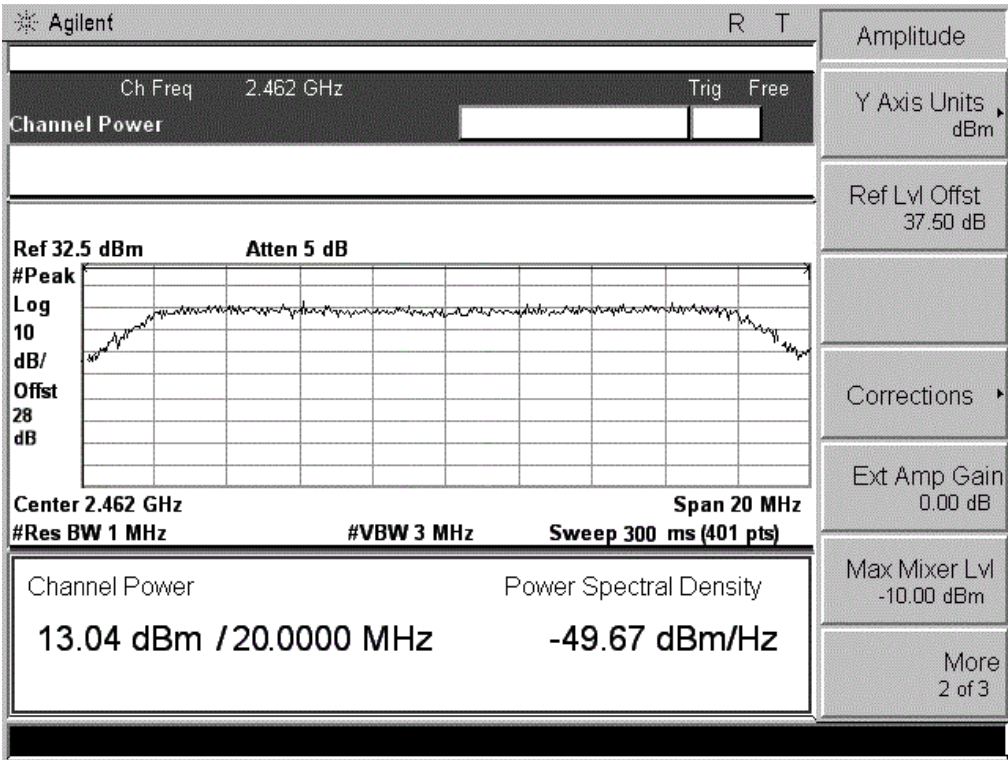 Agilent R T
Ch Freq 2.462 GHz Trig Free
Channel Power
Ref 32.5 dBm Atten 5 dB
#Peak
Log
10
dB/
Offst
28
dB
Center 2.462 GHz Span 20 MHz
#Res BW 1 MHz #VBW 3 MHz Sweep 300 ms (401 pts)
Channel Power Power Spectral Density
13.04 dBm / 20.0000 MHz -49.67 dBm/Hz
Amplitude
Y Axis Units
dBm
Ref Lvl Offst
37.50 dB
Corrections
Ext Amp Gain
0.00 dB
Max Mixer Lvl
-10.00 dBm
More
2 of 3